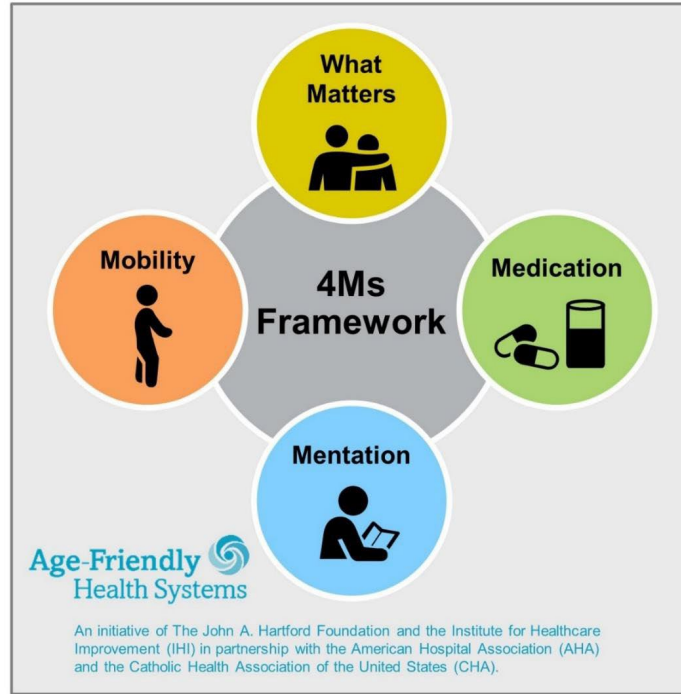 What
Matters
Mobility
4Ms
Framework
Medication
Mentation
Age-Friendly
Health Systems
An initiative of The John A. Hartford Foundation and the Institute for Healthcare
Improvement (IHI) in partnership with the American Hospital Association (AHA)
and the Catholic Health Association of the United States (CHA).